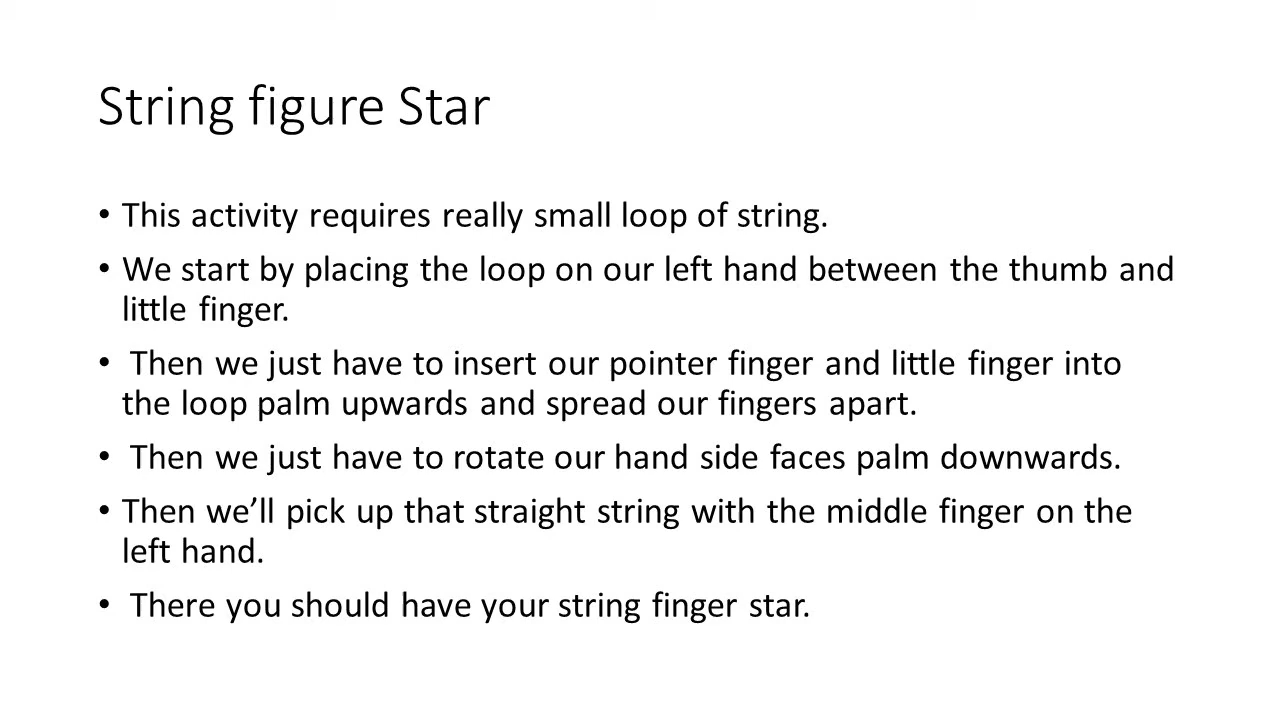 String figure Star
• This activity requires really small loop of string.
• We start by placing the loop on our left hand between the thumb and
little finger.
• Then we just have to insert our pointer finger and little finger into
the loop palm upwards and spread our fingers apart.
• Then we just have to rotate our hand side faces palm downwards.
• Then we’ll pick up that straight string with the middle finger on the
left hand.
• There you should have your string finger star.